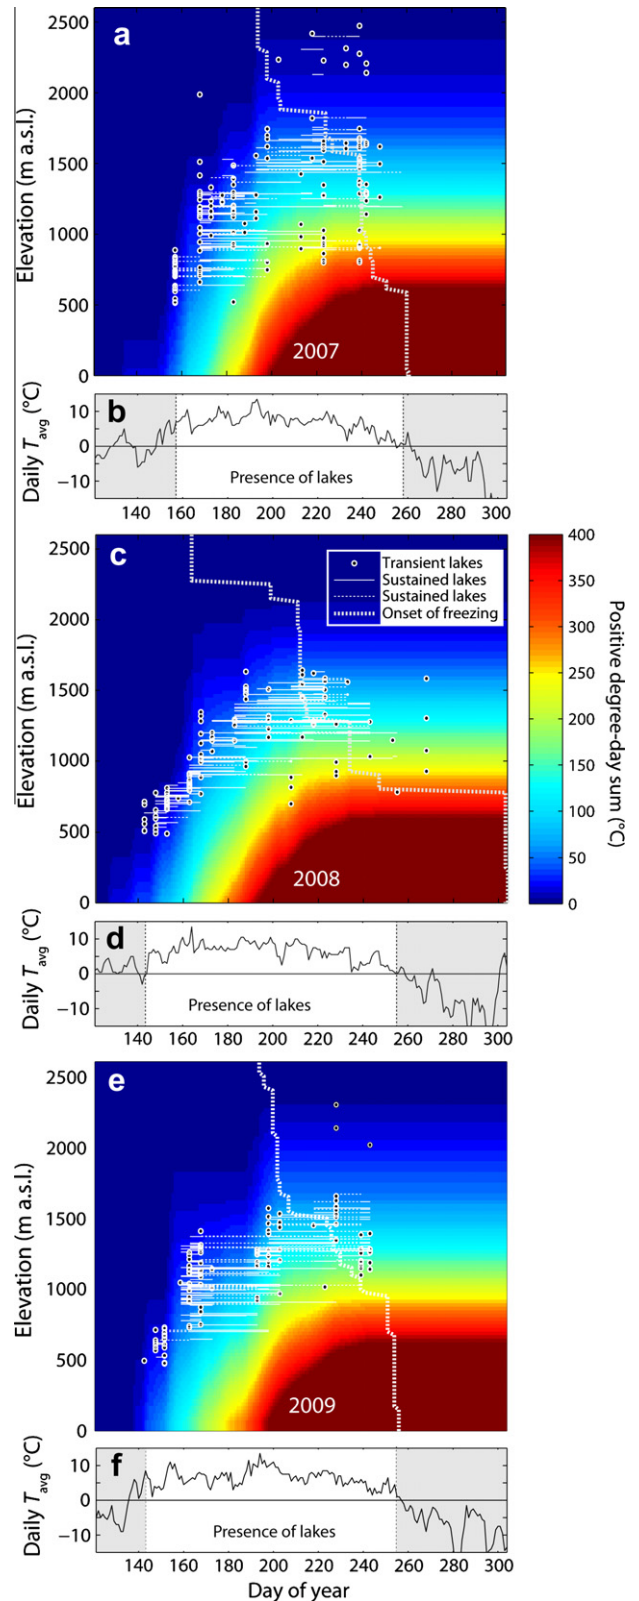 a
Elevation (m a.s.l.)
2500
2000
1500
1000
500
0
2007
b
Daily Tavg (°C)
10
0
−10
Presence of lakes
140 160 180 200 220 240 260 280 300
c
Elevation (m a.s.l.)
2500
2000
1500
1000
500
0
Transient lakes
Sustained lakes
Sustained lakes
Onset of freezing
2008
400
350
300
250
200
150
100
50
0
Positive degree-day sum (°C)
d
Daily Tavg (°C)
10
0
−10
Presence of lakes
140 160 180 200 220 240 260 280 300
e
Elevation (m a.s.l.)
2500
2000
1500
1000
500
0
2009
f
Daily Tavg (°C)
10
0
−10
Presence of lakes
140 160 180 200 220 240 260 280 300
Day of year